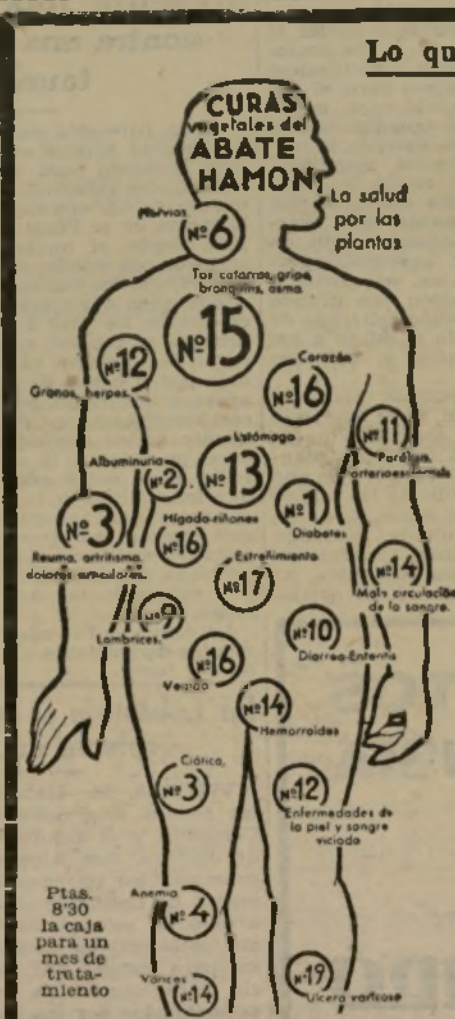 Lo qu
CURAS
vegetales del
ABATE
HAMON
La salud
por las
plantas
Nervios
Nº6
Tos catarros, gripe,
bronquitis, asma
Nº15
Nº12
Granos, herpes.
Corazón
Nº16
Nº11
Parálisis,
Albuminuria
Nº2
Estómago
Nº13
Nº1
Diabetes
Nº3
Reuma, artritismo,
dolores articulares.
Hígado-riñones
Nº16
Estreñimiento
Nº17
Nº14
Mala circulación
de la sangre.
Nº9
Lombrices.
Nº10
Diarrea-Enteritis
Nº16
Vejiga
Nº14
Hemorroides
Ciática,
Nº3
Nº12
Enfermedades de
la piel y sangre
viciada
Ptas.
8'30
la caja
para un
mes de
trata-
miento
Anemia
Nº4
Varices
Nº14
Nº19
Ulcera varicosa